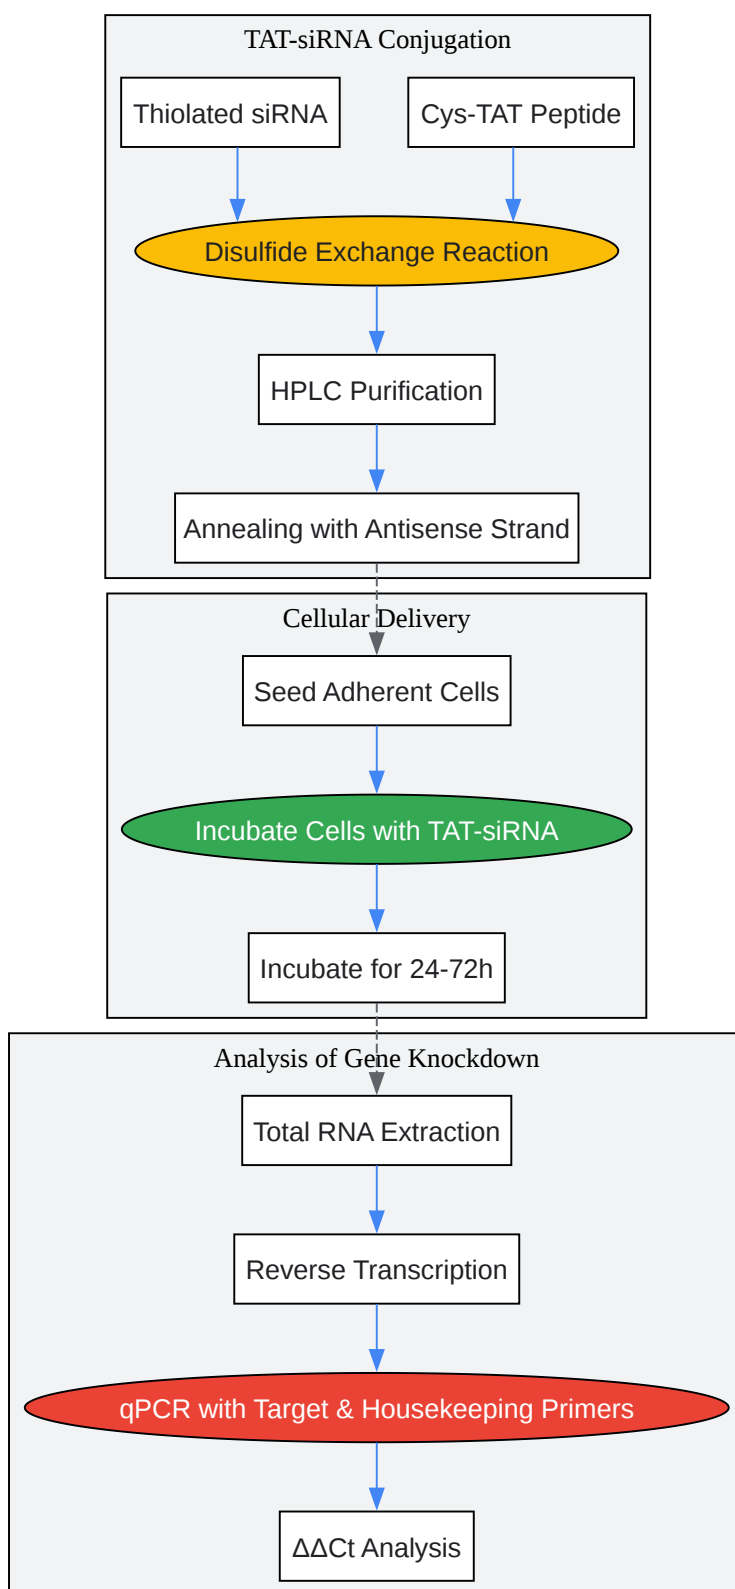 TAT-siRNA Conjugation
Thiolated siRNA
Cys-TAT Peptide
Disulfide Exchange Reaction
HPLC Purification
Annealing with Antisense Strand
Cellular Delivery
Seed Adherent Cells
Incubate Cells with TAT-siRNA
Incubate for 24-72h
Analysis of Gene Knockdown
Total RNA Extraction
Reverse Transcription
qPCR with Target & Housekeeping Primers
ΔΔCt Analysis